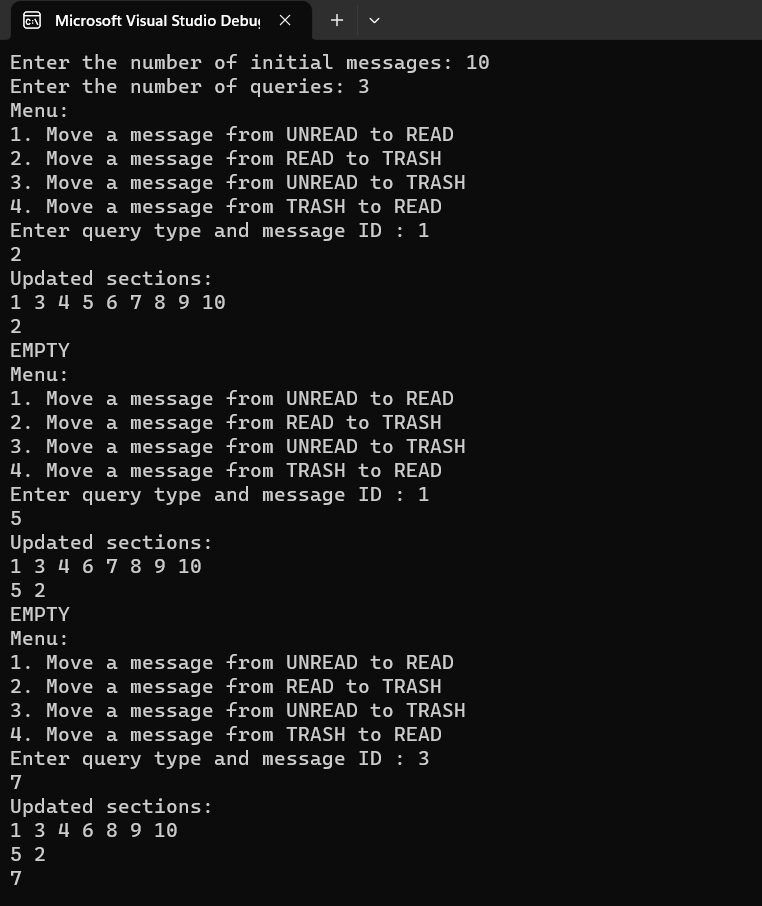 Microsoft Visual Studio Debug
Enter the number of initial messages: 10
Enter the number of queries: 3
Menu:
1. Move a message from UNREAD to READ
2. Move a message from READ to TRASH
3. Move a message from UNREAD to TRASH
4. Move a message from TRASH to READ
Enter query type and message ID : 1
2
Updated sections:
1 3 4 5 6 7 8 9 10
2
EMPTY
Menu:
1. Move a message from UNREAD to READ
2. Move a message from READ to TRASH
3. Move a message from UNREAD to TRASH
4. Move a message from TRASH to READ
Enter query type and message ID : 1
5
Updated sections:
1 3 4 6 7 8 9 10
5 2
EMPTY
Menu:
1. Move a message from UNREAD to READ
2. Move a message from READ to TRASH
3. Move a message from UNREAD to TRASH
4. Move a message from TRASH to READ
Enter query type and message ID : 3
7
Updated sections:
1 3 4 6 8 9 10
5 2
7